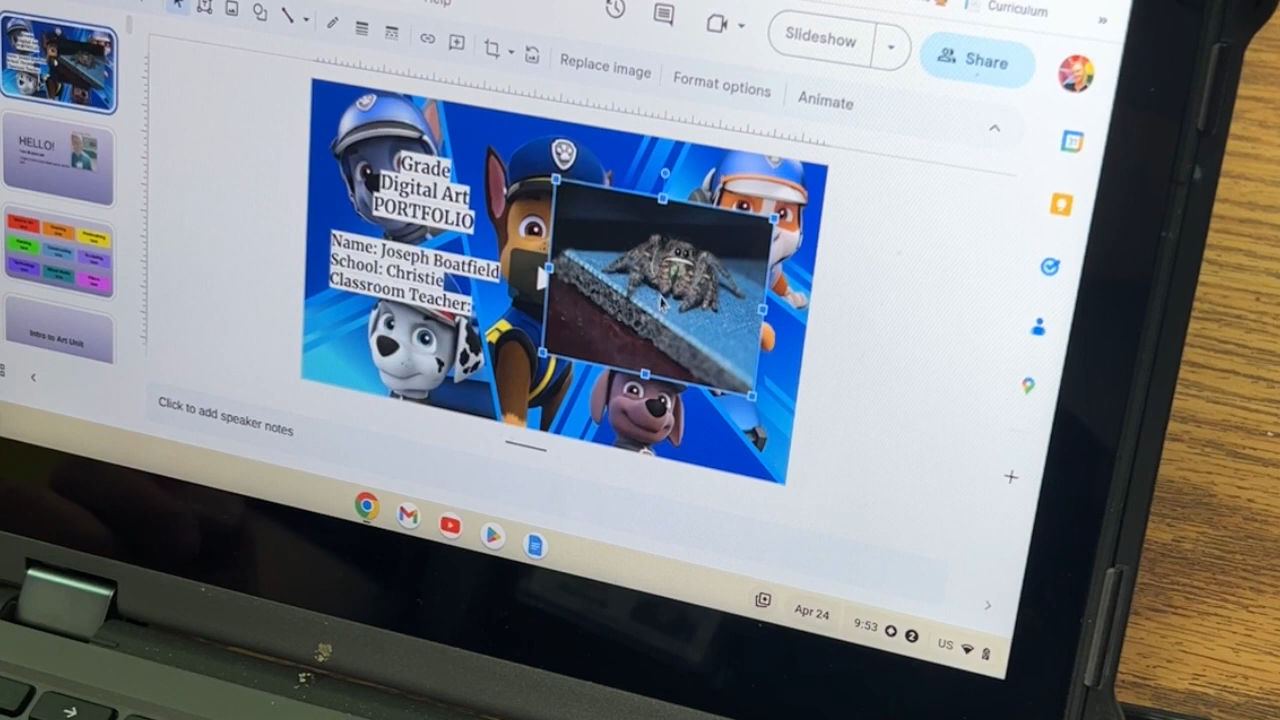 Help
Curriculum
Slideshow
Share
Replace image
Format options
Animate
HELLO!
Intro to Art Unit
Grade
Digital Art
PORTFOLIO
Name: Joseph Boatfield
School: Christie
Classroom Teacher:
Click to add speaker notes
Apr 24
9:53
2
US